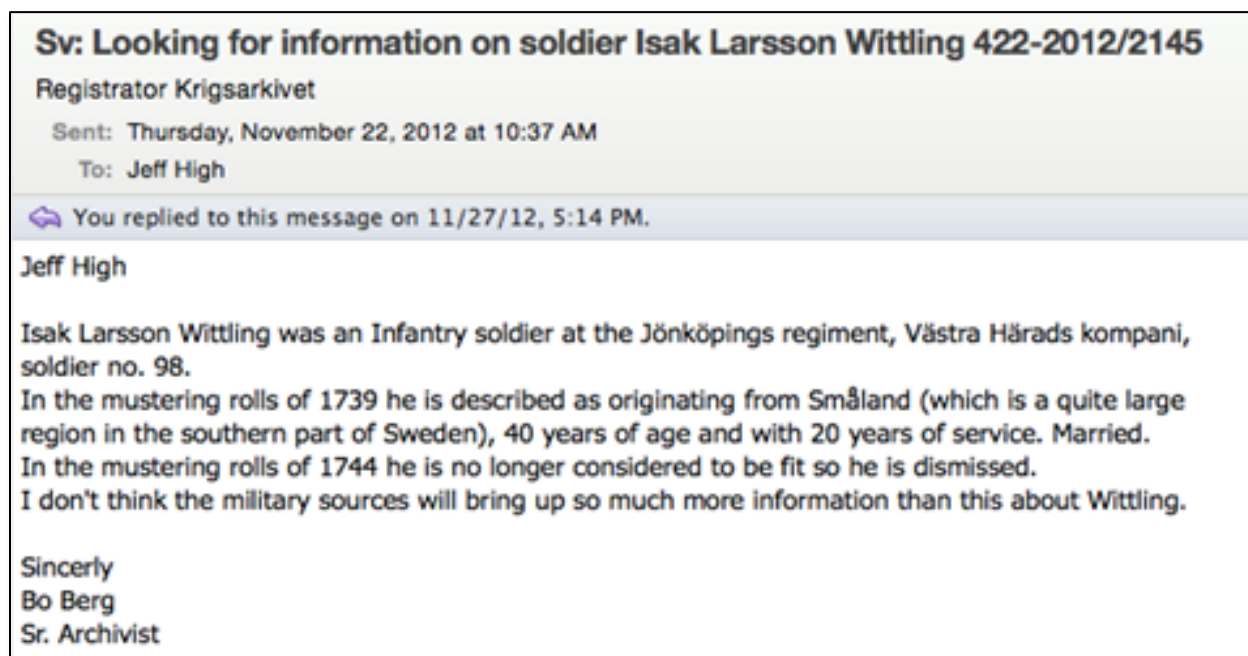 Sv: Looking for information on soldier Isak Larsson Wittling 422-2012/2145
Registrator Krigsarkivet
Sent: Thursday, November 22, 2012 at 10:37 AM
To: Jeff High
You replied to this message on 11/27/12, 5:14 PM.
Jeff High
Isak Larsson Wittling was an Infantry soldier at the Jönköpings regiment, Västra Härads kompani,
soldier no. 98.
In the mustering rolls of 1739 he is described as originating from Småland (which is a quite large
region in the southern part of Sweden), 40 years of age and with 20 years of service. Married.
In the mustering rolls of 1744 he is no longer considered to be fit so he is dismissed.
I don't think the military sources will bring up so much more information than this about Wittling.
Sincerly
Bo Berg
Sr. Archivist